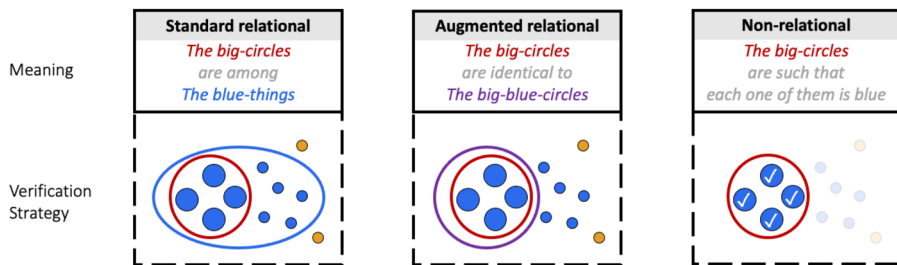 Standard relational
Augmented relational
Non-relational
Meaning
The big-circles
are among
The blue-things
The big-circles
are identical to
The big-blue-circles
The big-circles
are such that
each one of them is blue
Verification
Strategy